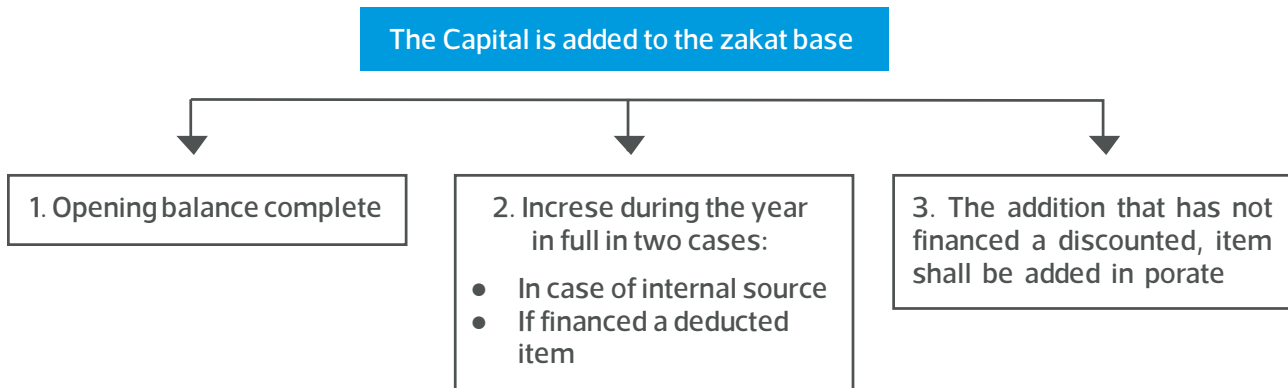 The Capital is added to the zakat base
1. Opening balance complete
2. Increse during the year
in full in two cases:
● In case of internal source
● If financed a deducted
item
3. The addition that has not
financed a discounted, item
shall be added in porate